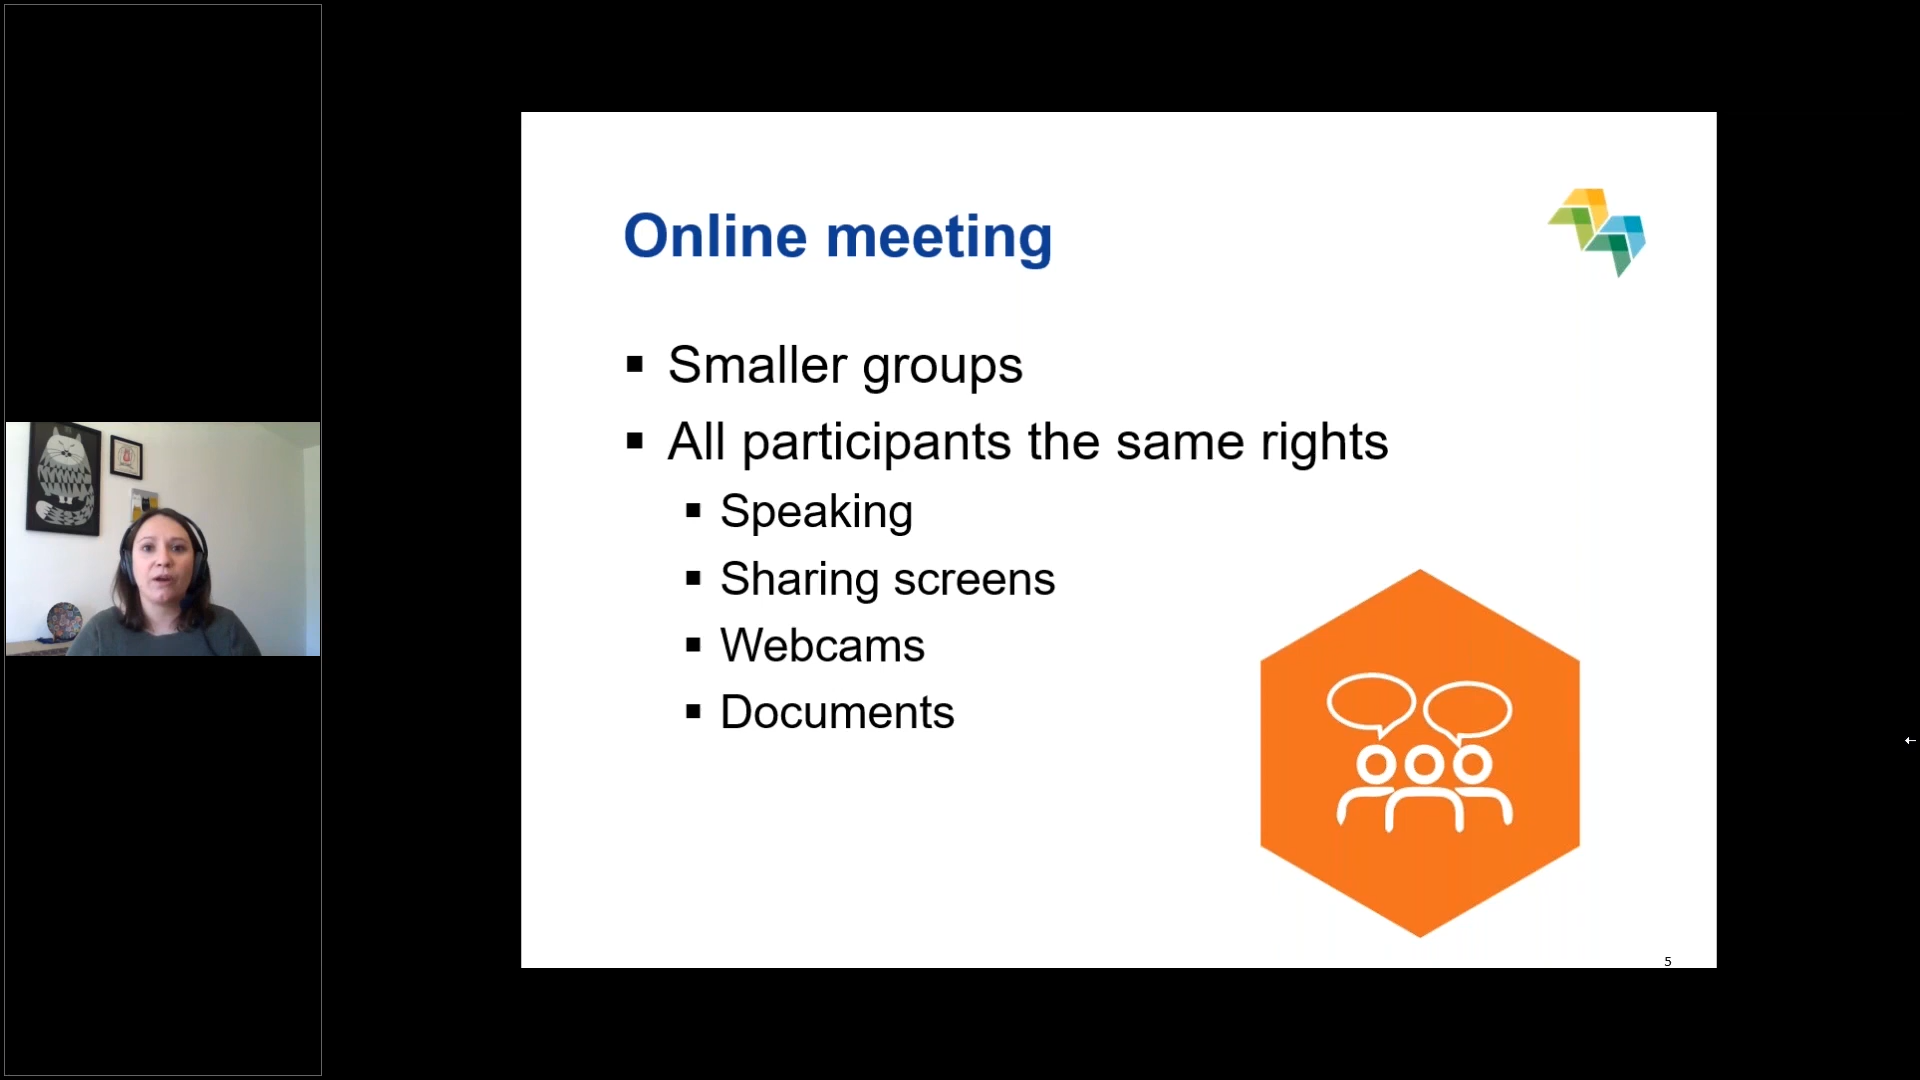 Online meeting
▪ Smaller groups
▪ All participants the same rights
▪ Speaking
▪ Sharing screens
▪ Webcams
▪ Documents
5